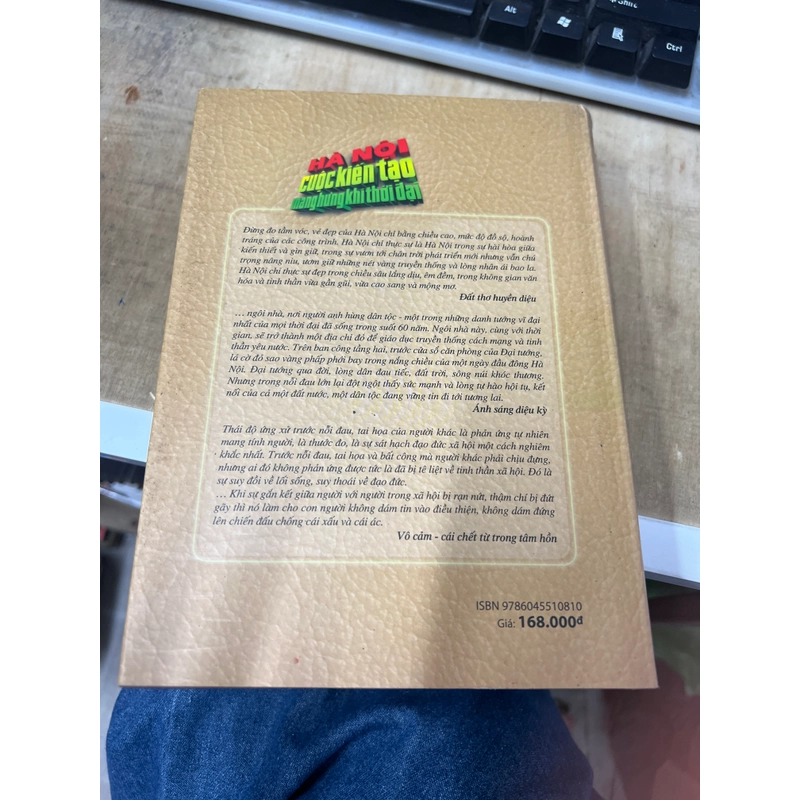 Alt
Shift
Ctrl
HÀ NỘI
cuộc kiến tạo
mang hưng khí thời đại
Đừng đo tầm vóc, vẻ đẹp của Hà Nội chỉ bằng chiều cao, mức độ đồ sộ, hoành
tráng của các công trình. Hà Nội chỉ thực sự là Hà Nội trong sự hài hòa giữa
kiến thiết và gìn giữ, trong sự vươn tới chân trời phát triển mới nhưng vẫn chú
trọng nâng niu, ươm giữ những nét vàng truyền thống và lòng nhân ái bao la.
Hà Nội chỉ thực sự đẹp trong chiều sâu lắng dịu, êm đềm, trong không gian văn
hóa và tinh thần vừa gần gũi, vừa cao sang và mộng mơ.
Đất thơ huyền diệu
... ngôi nhà, nơi người anh hùng dân tộc - một trong những danh tướng vĩ đại
nhất của mọi thời đại đã sống trong suốt 60 năm. Ngôi nhà này, cùng với thời
gian, sẽ trở thành một địa chỉ đỏ để giáo dục truyền thống cách mạng và tinh
thần yêu nước. Trên ban công tầng hai, trước cửa sổ căn phòng của Đại tướng,
lá cờ đỏ sao vàng phấp phới bay trong nắng chiều của một ngày đầu đông Hà
Nội. Đại tướng qua đời, lòng dân đau tiếc, đất trời, sông núi khóc thương.
Nhưng trong nỗi đau lớn lại đột ngột thấy sức mạnh và lòng tự hào hội tụ, kết
nối của cả một đất nước, một dân tộc đang vững tin đi tới tương lai.
Ánh sáng diệu kỳ
Thái độ ứng xử trước nỗi đau, tai họa của người khác là phản ứng tự nhiên
mang tính người, là thước đo, là sự sát hạch đạo đức xã hội một cách nghiêm
khắc nhất. Trước nỗi đau, tai họa và bất công mà người khác phải chịu đựng,
nhưng ai đó không phản ứng được tức là đã bị tê liệt về tinh thần xã hội. Đó là
sự suy đồi về lối sống, suy thoái về đạo đức.
... Khi sự gắn kết giữa người với người trong xã hội bị rạn nứt, thậm chí bị đứt
gãy thì nó làm cho con người không dám tin vào điều thiện, không dám đứng
lên chiến đấu chống cái xấu và cái ác.
Vô cảm - cái chết từ trong tâm hồn
ISBN 9786045510810
Giá: 168.000đ